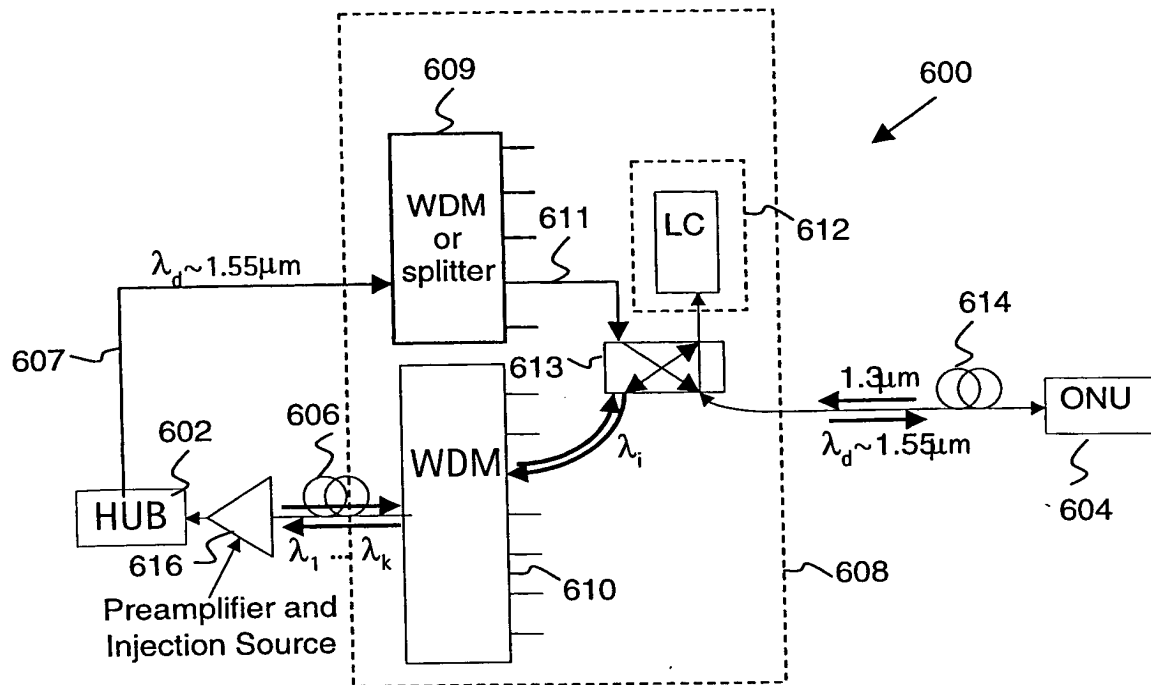 609
600
WDM
or
splitter
611
LC
612
λd~1.55μm
614
607
613
1.3μm
ONU
602
606
WDM
λi
λd~1.55μm
604
HUB
616
λ1 ... λk
610
608
Preamplifier and
Injection Source